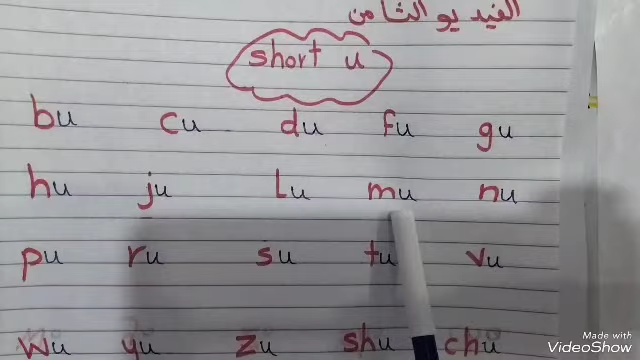 الفيديو الثامن
short u
bu cu du fu gu
hu ju Lu mu nu
pu ru su tu vu
wu yu zu shu chu
Made with
VideoShow